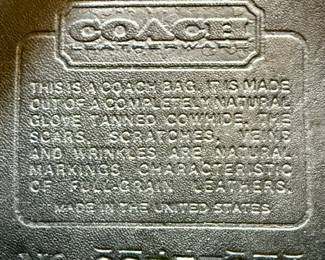 COACH
LEATHERWARE
THIS IS A COACH BAG. IT IS MADE
OUT OF A COMPLETELY NATURAL
GLOVE TANNED COWHIDE. THE
SCARS, SCRATCHES, VEINS
AND WRINKLES ARE NATURAL
MARKINGS CHARACTERISTIC
OF FULL-GRAIN LEATHERS.
MADE IN THE UNITED STATES